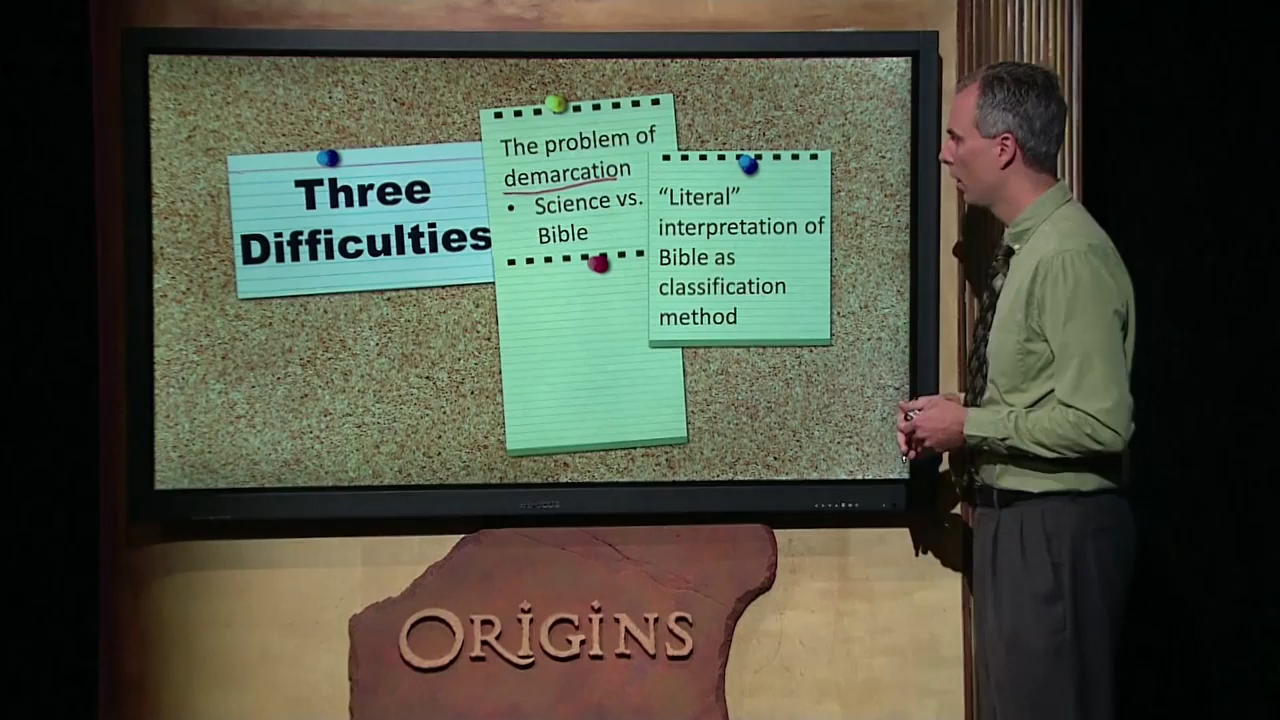 Three
Difficulties
The problem of
demarcation
• Science vs.
Bible
“Literal”
interpretation of
Bible as
classification
method
ORIGINS